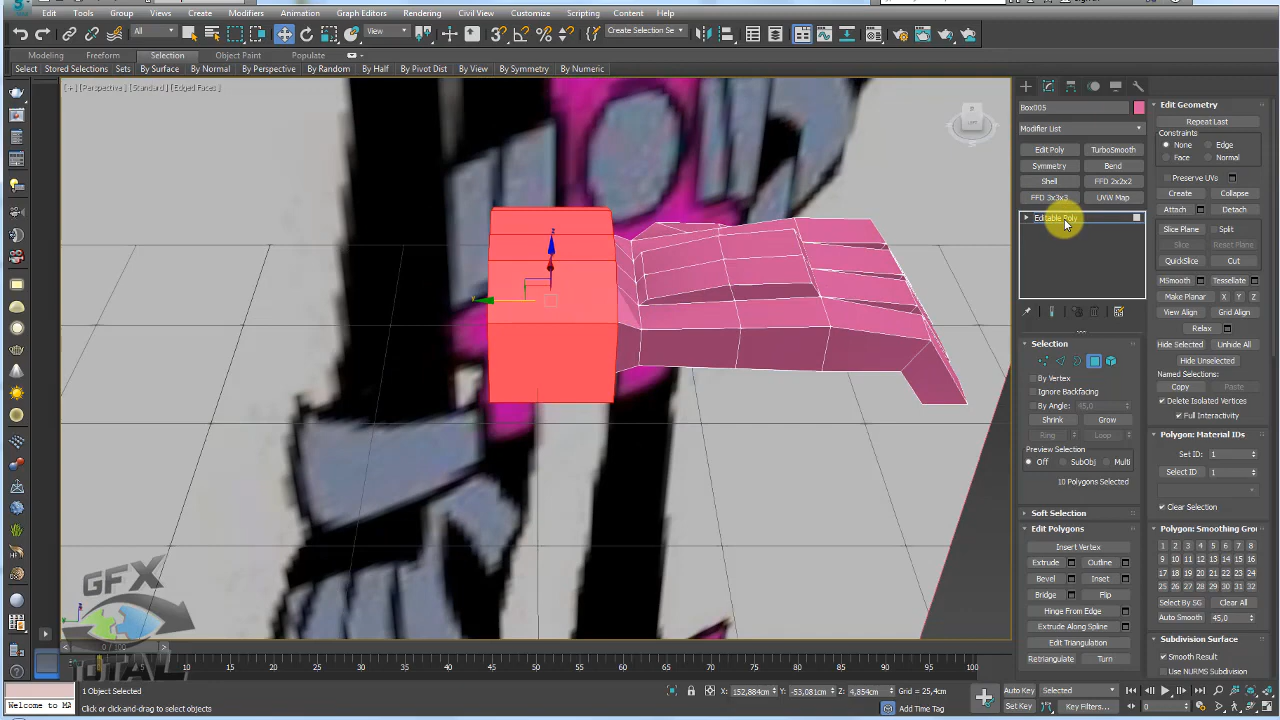 Edit Tools Group Views Create Modifiers Animation Graph Editors Rendering Civil View Customize Scripting Content Help
All View Create Selection Se
Modeling Freeform Selection Object Paint Populate
Select Stored Selections Sets By Surface By Normal By Perspective By Random By Half By Pivot Dist By View By Symmetry By Numeric
[+] [Perspective] [Standard] [Edged Faces]
Box005
Modifier List
Edit Poly TurboSmooth
Symmetry Bend
Shell FFD 2x2x2
FFD 3x3x3 UVW Map
Editable Poly
Selection
By Vertex
Ignore Backfacing
By Angle: 45,0
Shrink Grow
Ring Loop
Preview Selection
Off SubObj Multi
10 Polygons Selected
Soft Selection
Edit Polygons
Insert Vertex
Extrude Outline
Bevel Inset
Bridge Flip
Hinge From Edge
Extrude Along Spline
Edit Triangulation
Retriangulate Turn
Edit Geometry
Repeat Last
Constraints
None Edge
Face Normal
Preserve UVs
Create Collapse
Attach Detach
Slice Plane Split
Slice Reset Plane
QuickSlice Cut
MSmooth Tessellate
Make Planar X Y Z
View Align Grid Align
Relax
Hide Selected Unhide All
Hide Unselected
Named Selections:
Copy Paste
Delete Isolated Vertices
Full Interactivity
Polygon: Material IDs
Set ID: 1
Select ID 1
Clear Selection
Polygon: Smoothing Gro
1 2 3 4 5 6 7 8
9 10 11 12 13 14 15 16
17 18 19 20 21 22 23 24
25 26 27 28 29 30 31 32
Select By SG Clear All
Auto Smooth 45,0
Subdivision Surface
Smooth Result
Use NURMS Subdivision
GFX
TOTAL
0 / 100
5 10 15 20 25 30 35 40 45 50 55 60 65 70 75 80 85 90 95 100
1 Object Selected
X: 152,884cm Y: -53,081cm Z: 4,854cm Grid = 25,4cm
Auto Key Selected
Welcome to MA
Click or click-and-drag to select objects
Add Time Tag
Set Key Key Filters... 0